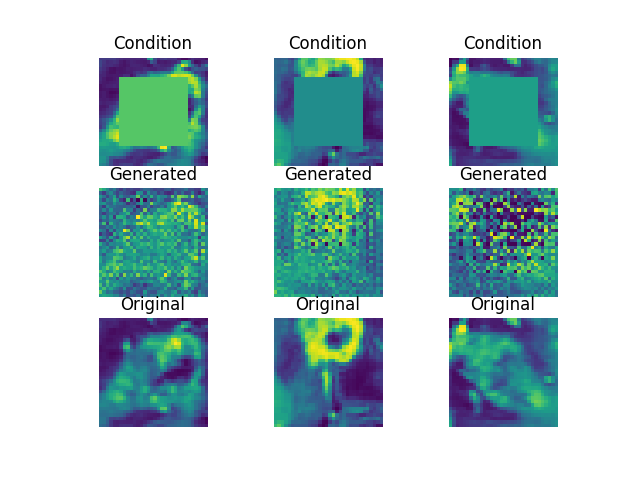 Condition Condition Condition
Generated Generated Generated
Original Original Original